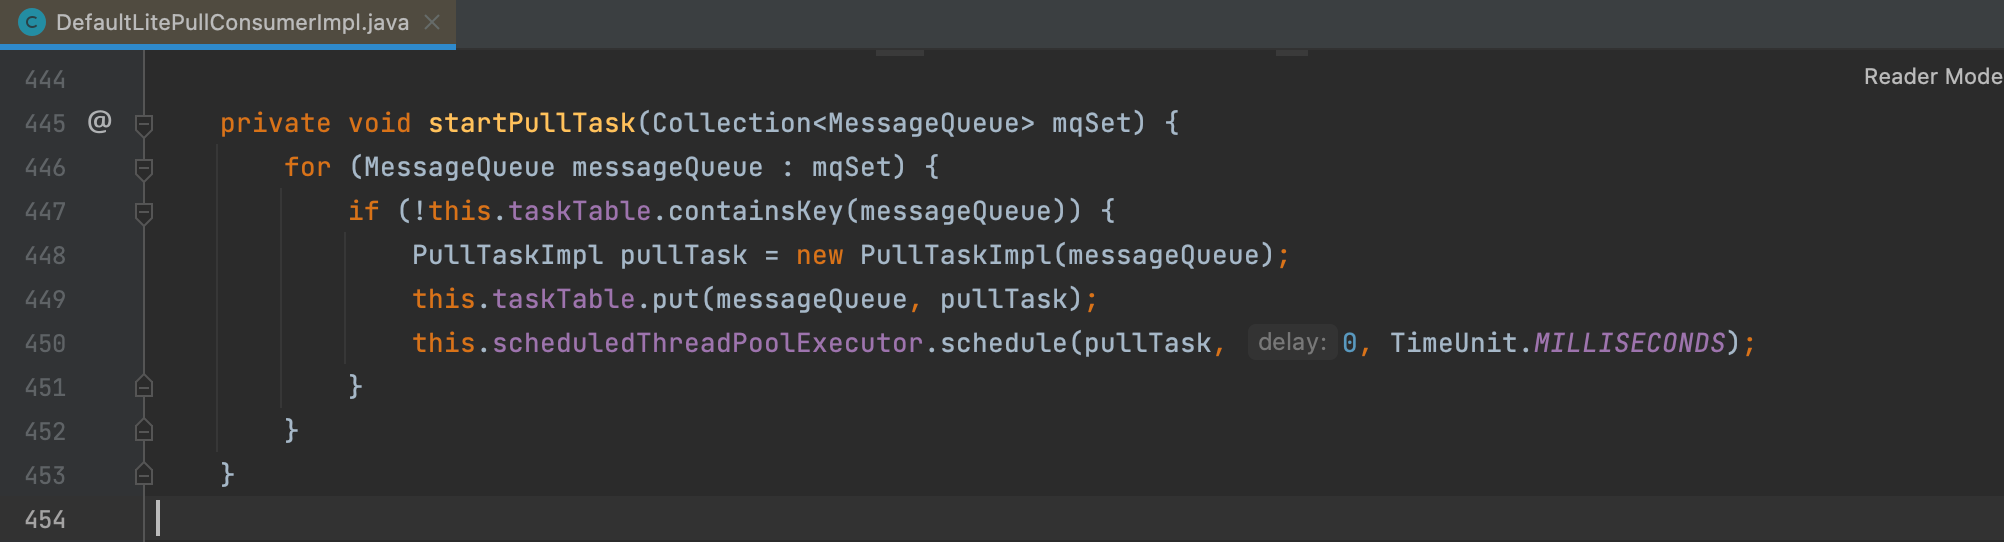 C DefaultLitePullConsumerImpl.java ×
444 Reader Mode
445 @ private void startPullTask(Collection<MessageQueue> mqSet) {
446 for (MessageQueue messageQueue : mqSet) {
447 if (!this.taskTable.containsKey(messageQueue)) {
448 PullTaskImpl pullTask = new PullTaskImpl(messageQueue);
449 this.taskTable.put(messageQueue, pullTask);
450 this.scheduledThreadPoolExecutor.schedule(pullTask, delay: 0, TimeUnit.MILLISECONDS);
451 }
452 }
453 }
454